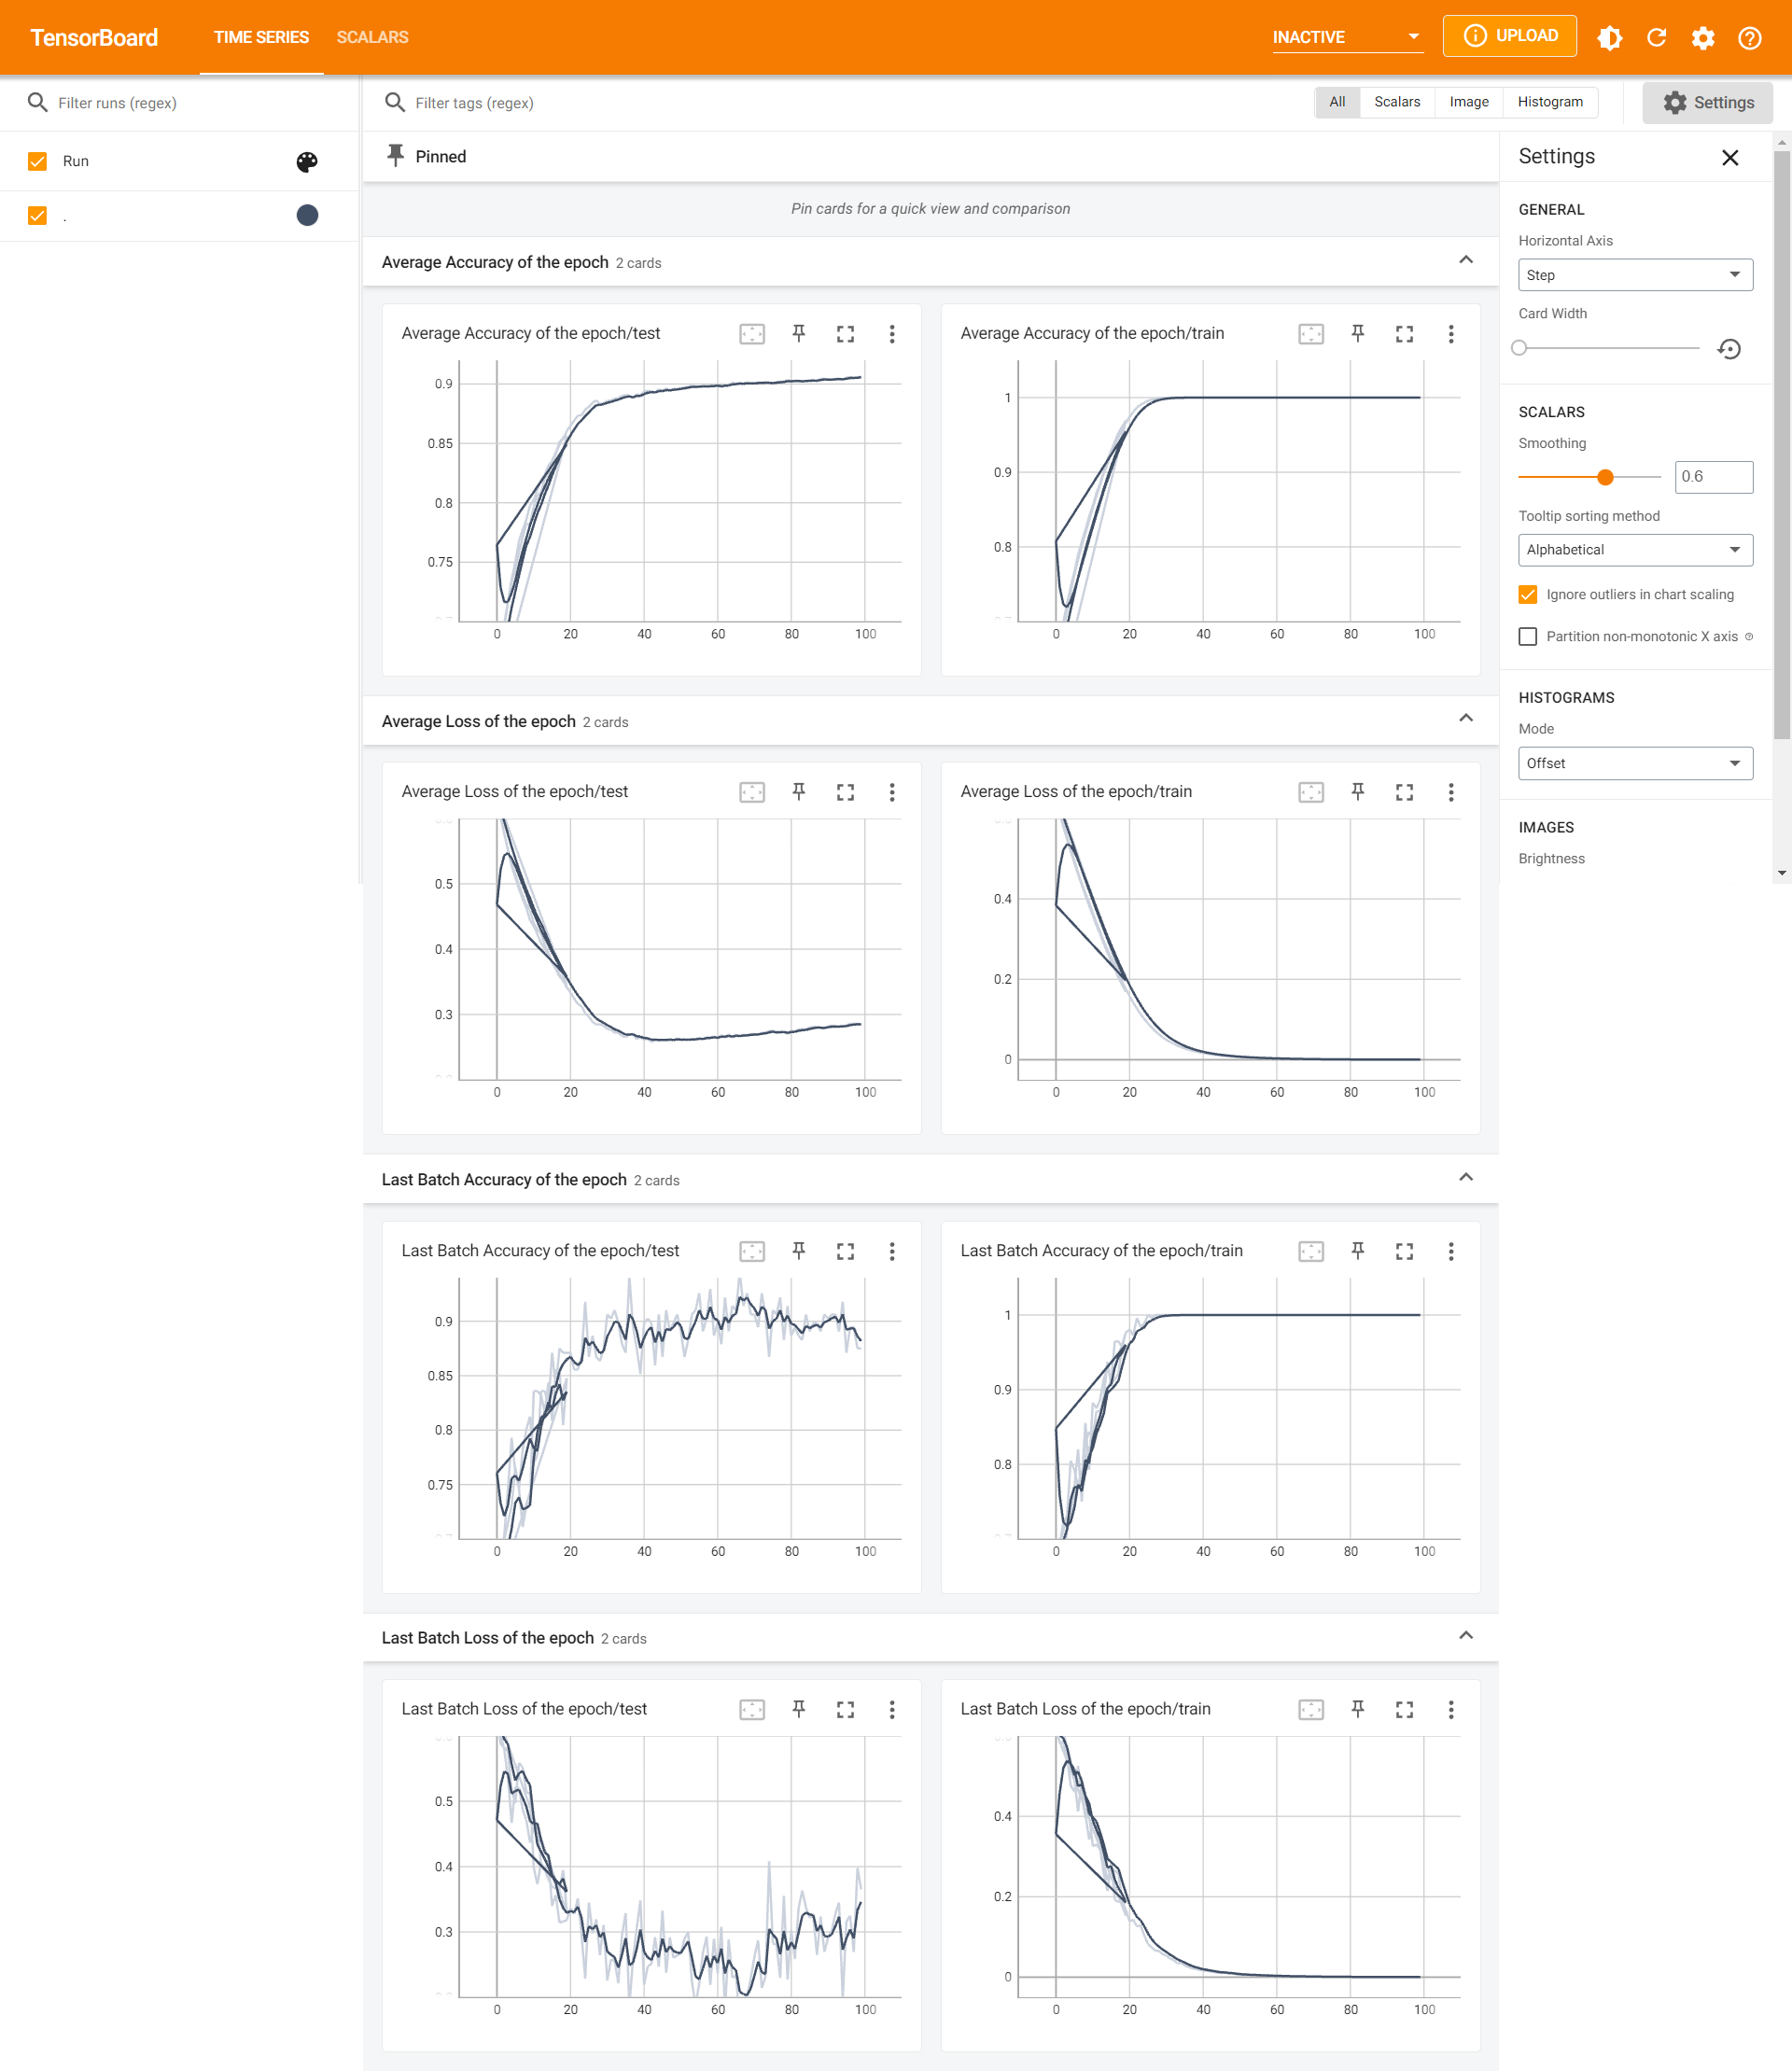 TensorBoard TIME SERIES SCALARS INACTIVE UPLOAD
Filter runs (regex)
Filter tags (regex) All Scalars Image Histogram Settings
Run
.
Pinned
Pin cards for a quick view and comparison
Average Accuracy of the epoch 2 cards
Average Accuracy of the epoch/test
0.9
0.85
0.8
0.75
0 20 40 60 80 100
Average Accuracy of the epoch/train
1
0.9
0.8
0 20 40 60 80 100
Average Loss of the epoch 2 cards
Average Loss of the epoch/test
0.5
0.4
0.3
0 20 40 60 80 100
Average Loss of the epoch/train
0.4
0.2
0
0 20 40 60 80 100
Last Batch Accuracy of the epoch 2 cards
Last Batch Accuracy of the epoch/test
0.9
0.85
0.8
0.75
0 20 40 60 80 100
Last Batch Accuracy of the epoch/train
1
0.9
0.8
0 20 40 60 80 100
Last Batch Loss of the epoch 2 cards
Last Batch Loss of the epoch/test
0.5
0.4
0.3
0 20 40 60 80 100
Last Batch Loss of the epoch/train
0.4
0.2
0
0 20 40 60 80 100
Settings
GENERAL
Horizontal Axis
Step
Card Width
SCALARS
Smoothing
0.6
Tooltip sorting method
Alphabetical
Ignore outliers in chart scaling
Partition non-monotonic X axis
HISTOGRAMS
Mode
Offset
IMAGES
Brightness